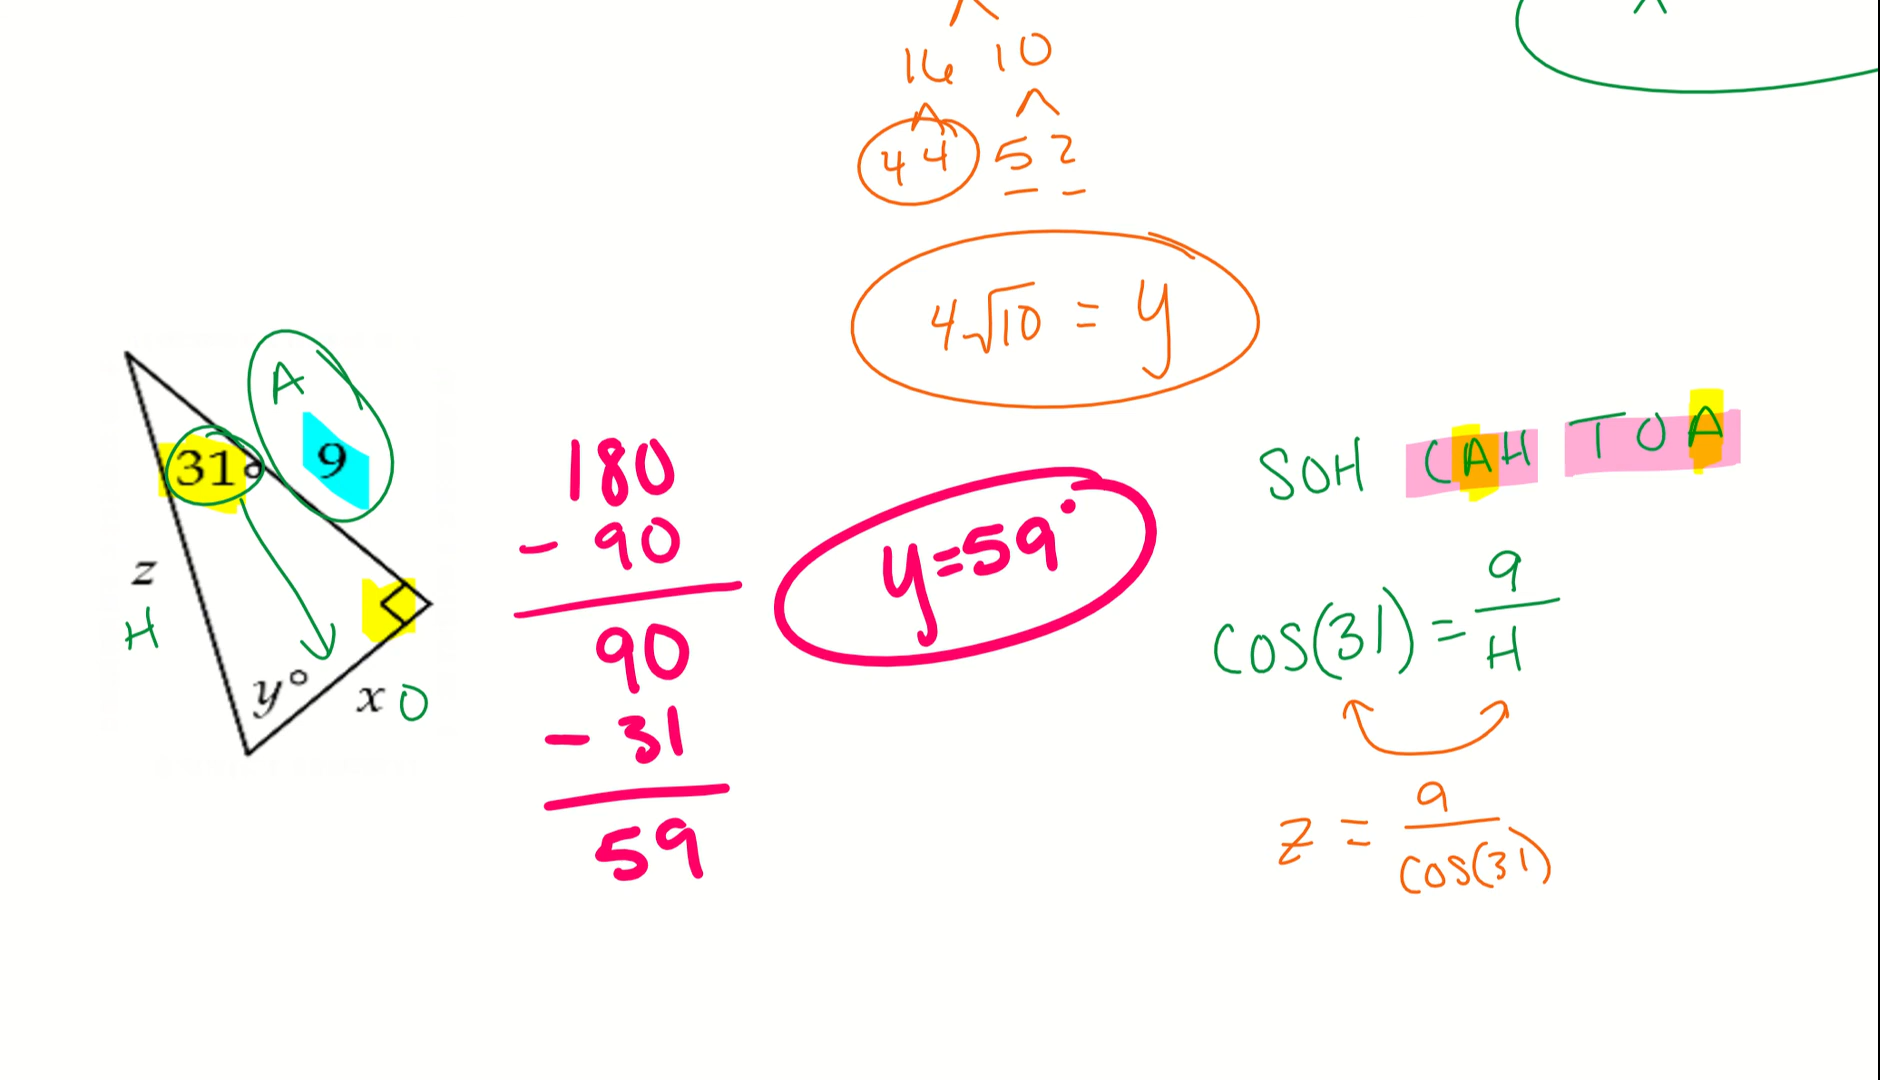 16 10
4 4 5 2
4√10 = y
A
31°
9
z
H
y°
x O
180
- 90
90
- 31
59
y=59°
SOH CAH TOA
cos(31) = 9/H
z = 9/cos(31)